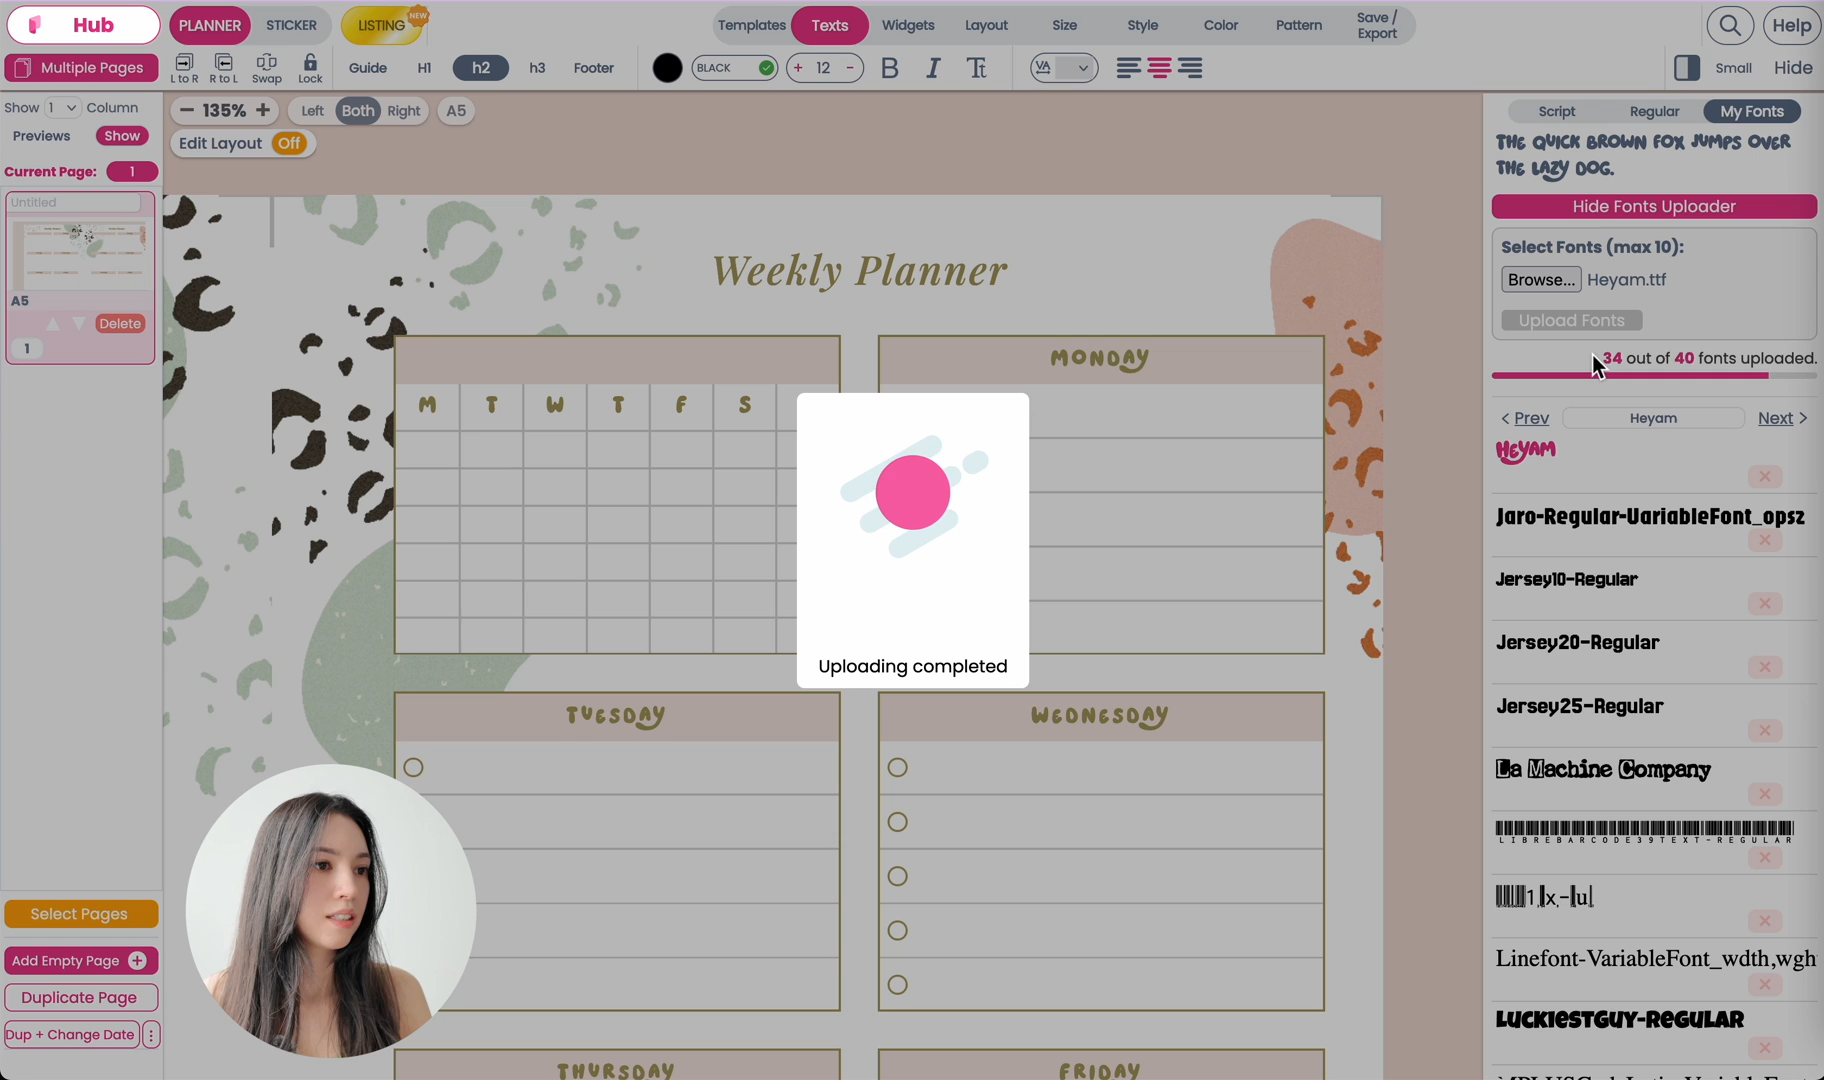 Hub
PLANNER
STICKER
LISTING
NEW
Templates
Texts
Widgets
Layout
Size
Style
Color
Pattern
Save /
Export
Help
Multiple Pages
L to R
R to L
Swap
Lock
Guide
H1
h2
h3
Footer
BLACK
+ 12 -
B
I
Tt
VA
Small
Hide
Show 1 Column
Previews
Show
Current Page: 1
Untitled
A5
Delete
1
Select Pages
Add Empty Page +
Duplicate Page
Dup + Change Date
− 135% +
Left
Both
Right
A5
Edit Layout Off
Weekly Planner
MONDAY
M T W T F S
TUESDAY
WEDNESDAY
THURSDAY
FRIDAY
Uploading completed
Script
Regular
My Fonts
THE QUICK BROWN FOX JUMPS OVER
THE LAZY DOG.
Hide Fonts Uploader
Select Fonts (max 10):
Browse... Heyam.ttf
Upload Fonts
34 out of 40 fonts uploaded.
< Prev
Heyam
Next >
HEYAM
Jaro-Regular-VariableFont_opsz
Jersey10-Regular
Jersey20-Regular
Jersey25-Regular
La Machine Company
LIBREBARCODE39TEXT-REGULAR
Linefont-VariableFont_wdth,wgh
LUCKIESTGUY-REGULAR